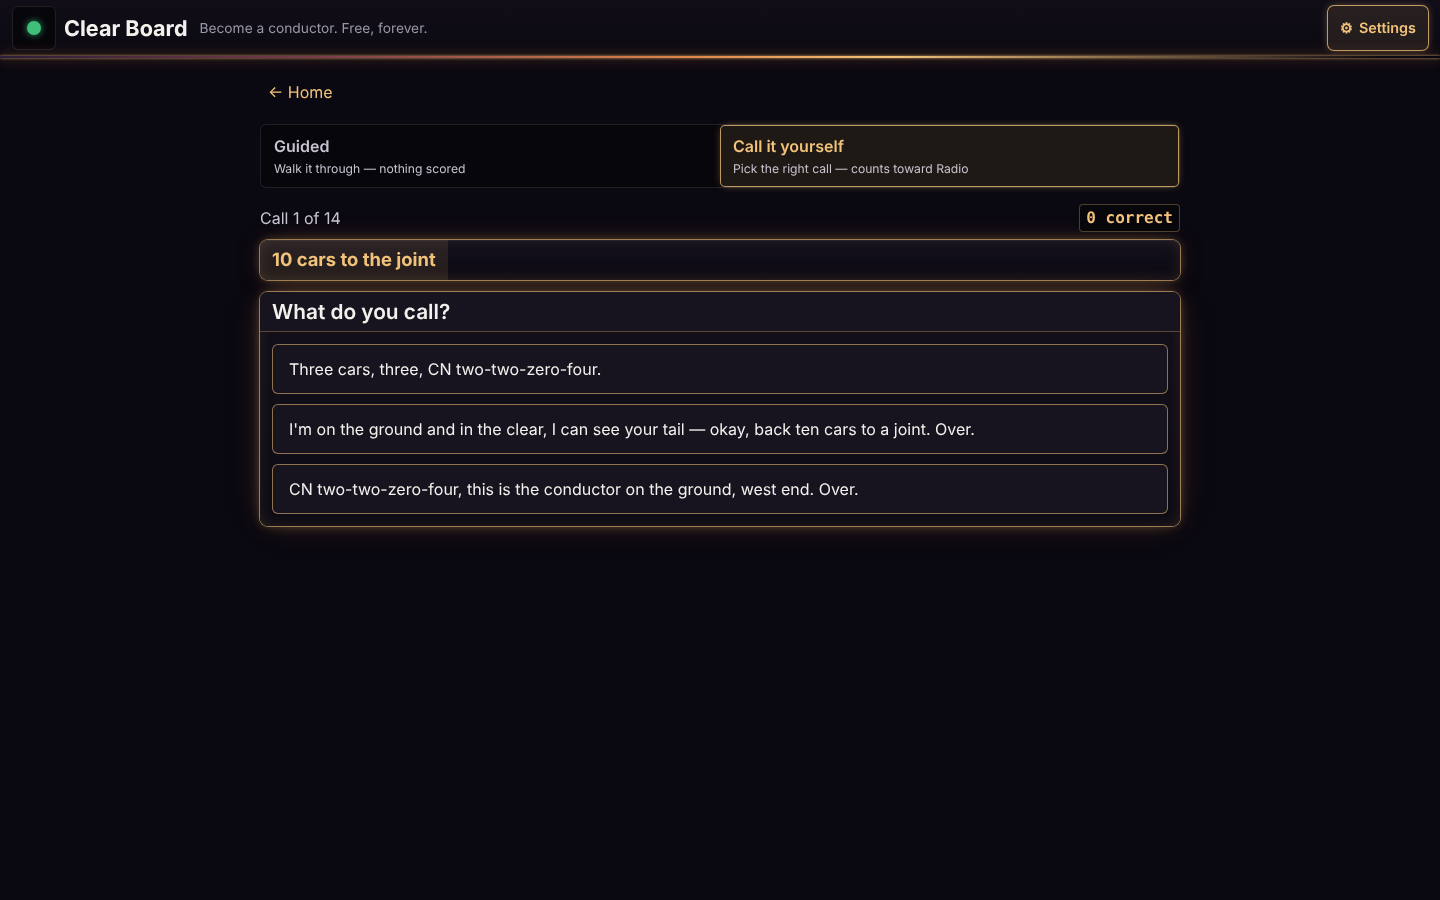 Clear Board
Become a conductor. Free, forever.
⚙ Settings
← Home
Guided
Walk it through — nothing scored
Call it yourself
Pick the right call — counts toward Radio
Call 1 of 14
0 correct
10 cars to the joint
What do you call?
Three cars, three, CN two-two-zero-four.
I'm on the ground and in the clear, I can see your tail — okay, back ten cars to a joint. Over.
CN two-two-zero-four, this is the conductor on the ground, west end. Over.